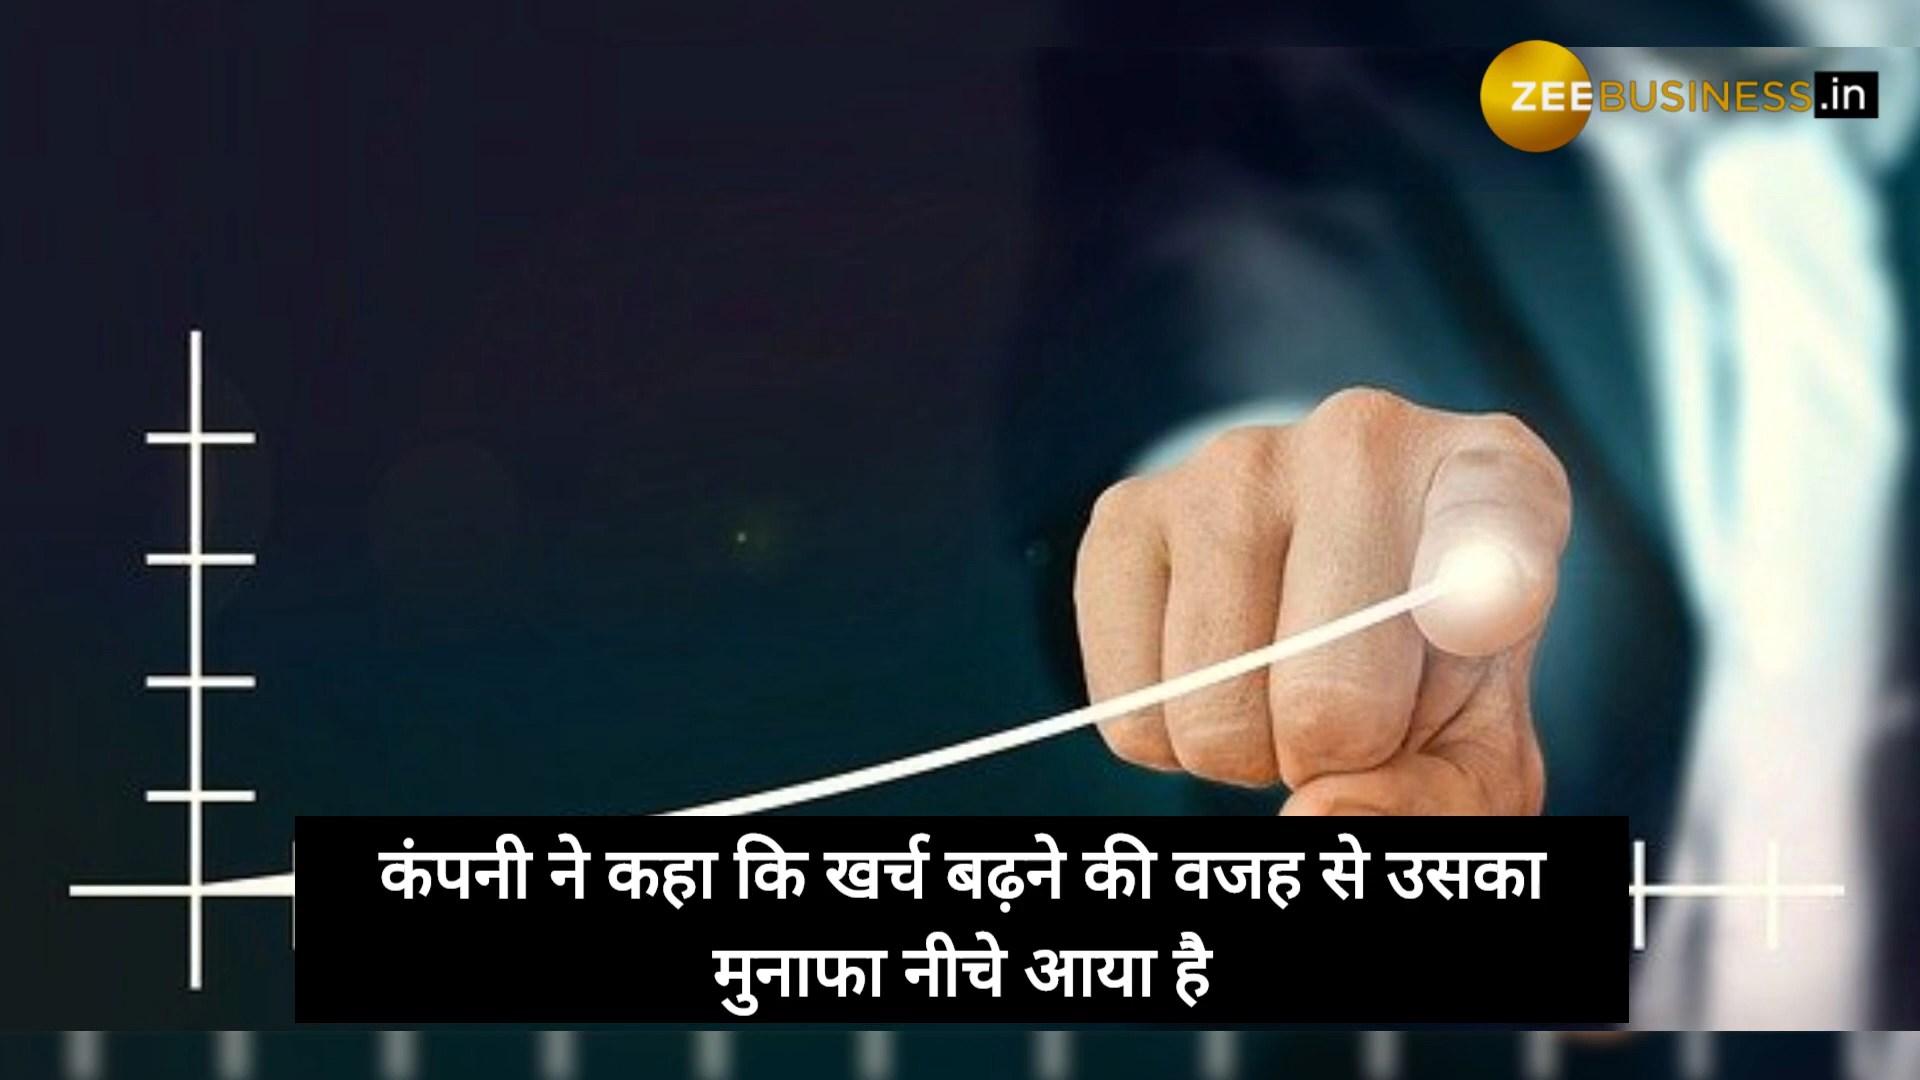 ZEEBUSINESS.in
कंपनी ने कहा कि खर्च बढ़ने की वजह से उसका
मुनाफा नीचे आया है